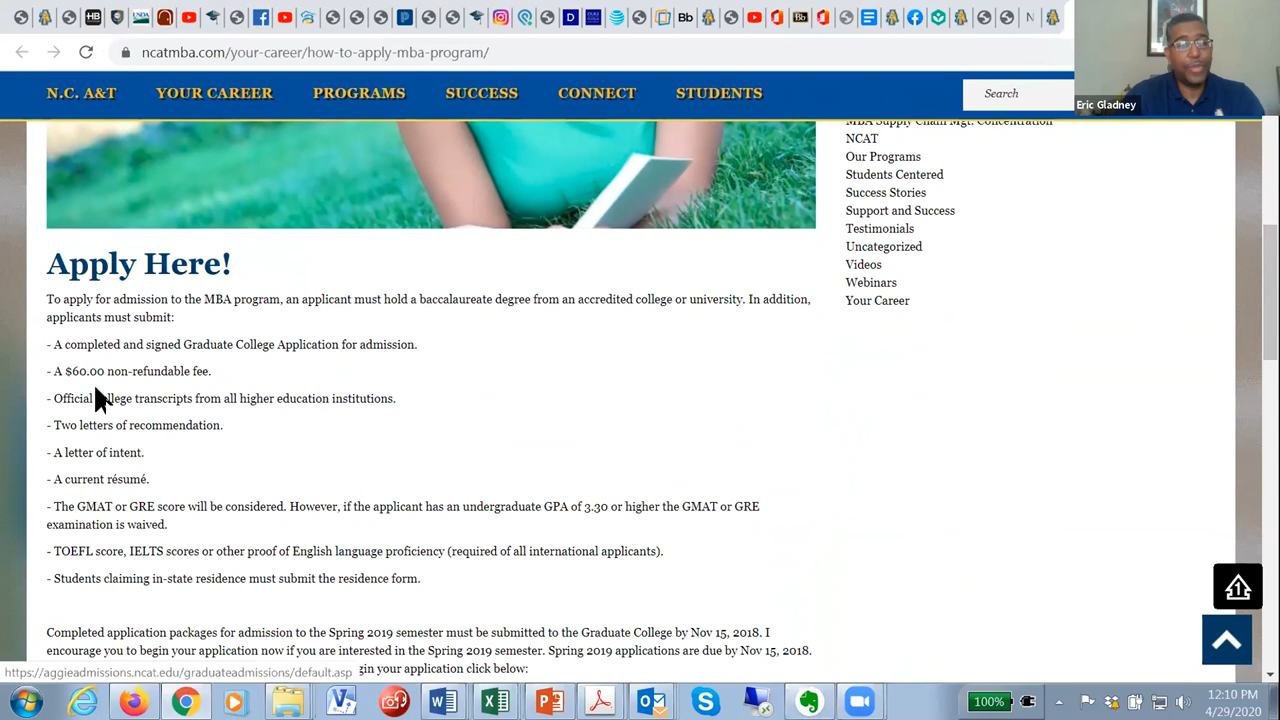 ncatmba.com/your-career/how-to-apply-mba-program/
N.C. A&T YOUR CAREER PROGRAMS SUCCESS CONNECT STUDENTS
Search
Eric Gladney
MBA Supply Chain Mgt. Concentration
NCAT
Our Programs
Students Centered
Success Stories
Support and Success
Testimonials
Uncategorized
Videos
Webinars
Your Career
Apply Here!
To apply for admission to the MBA program, an applicant must hold a baccalaureate degree from an accredited college or university. In addition,
applicants must submit:
- A completed and signed Graduate College Application for admission.
- A $60.00 non-refundable fee.
- Official college transcripts from all higher education institutions.
- Two letters of recommendation.
- A letter of intent.
- A current résumé.
- The GMAT or GRE score will be considered. However, if the applicant has an undergraduate GPA of 3.30 or higher the GMAT or GRE
examination is waived.
- TOEFL score, IELTS scores or other proof of English language proficiency (required of all international applicants).
- Students claiming in-state residence must submit the residence form.
Completed application packages for admission to the Spring 2019 semester must be submitted to the Graduate College by Nov 15, 2018. I
encourage you to begin your application now if you are interested in the Spring 2019 semester. Spring 2019 applications are due by Nov 15, 2018.
gin your application click below:
https://aggieadmissions.ncat.edu/graduateadmissions/default.asp
100%
12:10 PM
4/29/2020